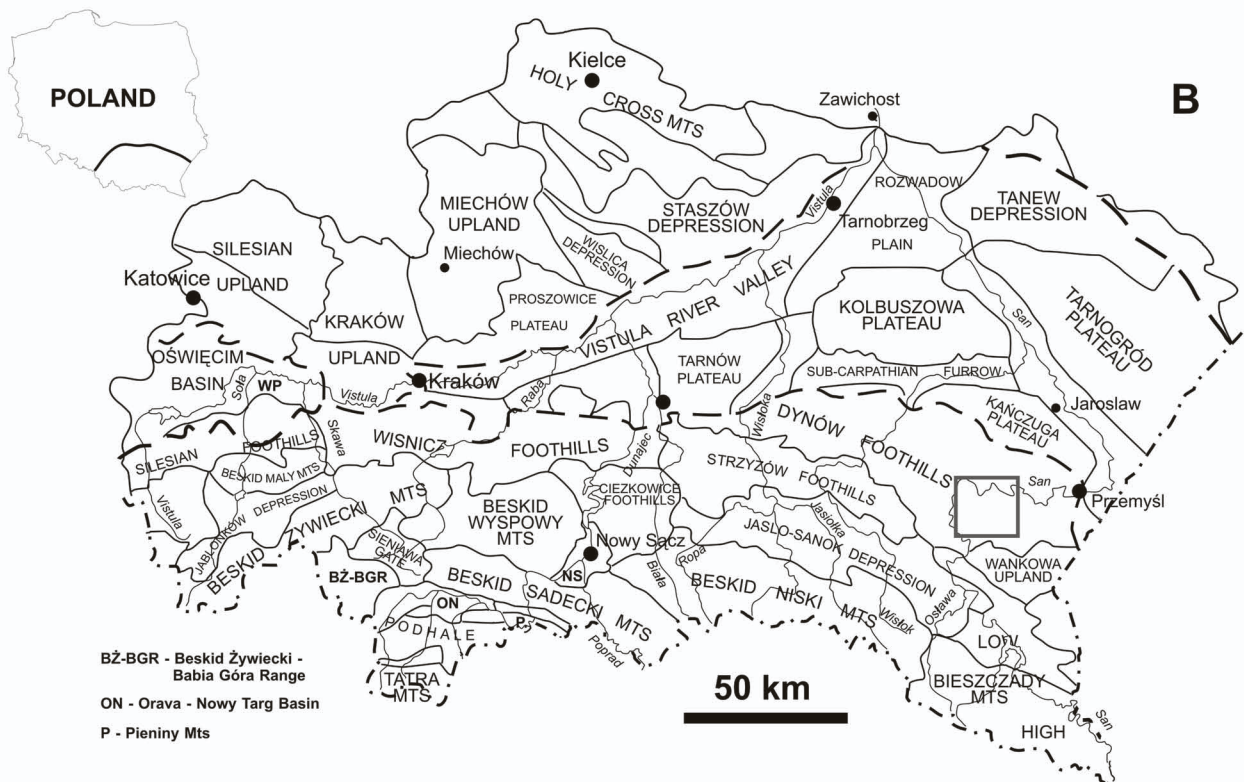 POLAND
B
Kielce
HOLY
CROSS MTS
Zawichost
ROZWADOW
TANEW
DEPRESSION
MIECHÓW
UPLAND
Miechów
STASZÓW
DEPRESSION
Vistula
Tarnobrzeg
PLAIN
WISLICA
DEPRESSION
SILESIAN
UPLAND
Katowice
PROSZOWICE
PLATEAU
VISTULA RIVER VALLEY
KOLBUSZOWA
PLATEAU
San
TARNOGRÓD
PLATEAU
KRAKÓW
UPLAND
OŚWIĘCIM
BASIN
Soła
WP
Vistula
Kraków
Raba
TARNÓW
PLATEAU
SUB-CARPATHIAN FURROW
Wisłoka
Jaroslaw
KAŃCZUGA
PLATEAU
DYNÓW
FOOTHILLS
SILESIAN
FOOTHILLS
Skawa
WISNICZ
FOOTHILLS
Dunajec
STRZYZÓW FOOTHILLS
San
Przemyśl
BESKID MALY MTS
Vistula
JABLONKÓW DEPRESSION
BESKID ZYWIECKI MTS
BESKID
WYSPOWY
MTS
CIEZKOWICE
FOOTHILLS
Jasiołka
JASLO-SANOK DEPRESSION
SIENIAWA
GATE
Nowy Sącz
Ropa
Biała
WANKOWA
UPLAND
BŻ-BGR
BESKID SADECKI MTS
NS
BESKID NISKI MTS
Wisłok
Osława
ON
P
PODHALE
Poprad
LOW
TATRA
MTS
BIESZCZADY
MTS
HIGH
San
BŻ-BGR - Beskid Żywiecki -
Babia Góra Range
ON - Orava - Nowy Targ Basin
P - Pieniny Mts
50 km